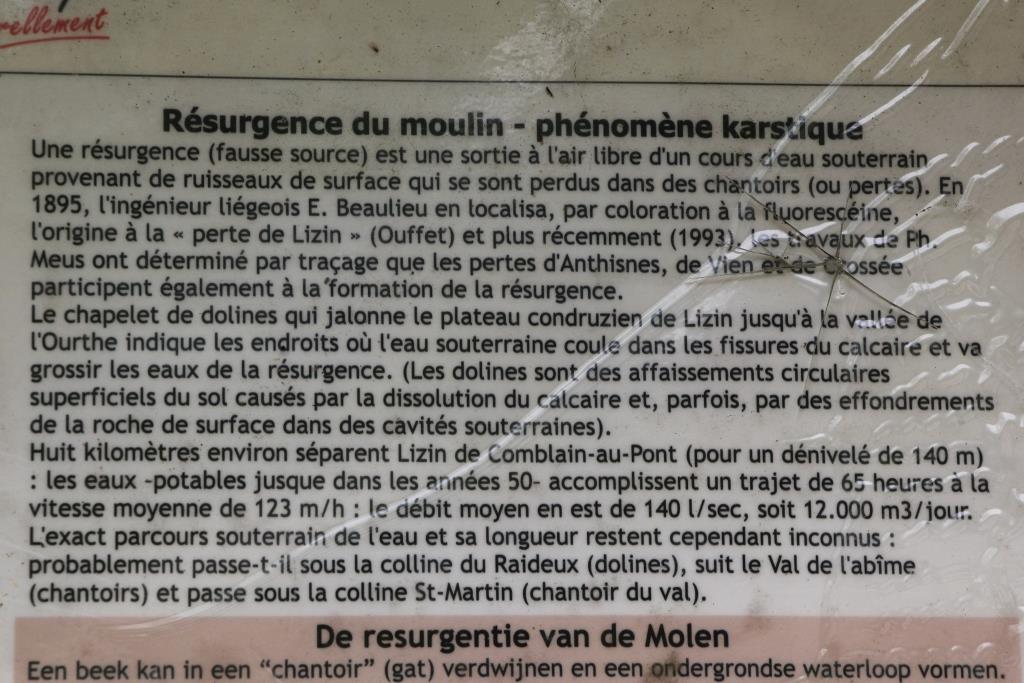 rellement
Résurgence du moulin - phénomène karstique
Une résurgence (fausse source) est une sortie à l'air libre d'un cours d'eau souterrain
provenant de ruisseaux de surface qui se sont perdus dans des chantoirs (ou pertes). En
1895, l'ingénieur liégeois E. Beaulieu en localisa, par coloration à la fluorescéine,
l'origine à la « perte de Lizin » (Ouffet) et plus récemment (1993), les travaux de Ph.
Meus ont déterminé par traçage que les pertes d'Anthisnes, de Vien et de Crossée
participent également à la formation de la résurgence.
Le chapelet de dolines qui jalonne le plateau condruzien de Lizin jusqu'à la vallée de
l'Ourthe indique les endroits où l'eau souterraine coule dans les fissures du calcaire et va
grossir les eaux de la résurgence. (Les dolines sont des affaissements circulaires
superficiels du sol causés par la dissolution du calcaire et, parfois, par des effondrements
de la roche de surface dans des cavités souterraines).
Huit kilomètres environ séparent Lizin de Comblain-au-Pont (pour un dénivelé de 140 m)
: les eaux -potables jusque dans les années 50- accomplissent un trajet de 65 heures à la
vitesse moyenne de 123 m/h : le débit moyen en est de 140 l/sec, soit 12.000 m3/jour.
L'exact parcours souterrain de l'eau et sa longueur restent cependant inconnus :
probablement passe-t-il sous la colline du Raideux (dolines), suit le Val de l'abîme
(chantoirs) et passe sous la colline St-Martin (chantoir du val).
De resurgentie van de Molen
Een beek kan in een “chantoir” (gat) verdwijnen en een ondergrondse waterloop vormen.